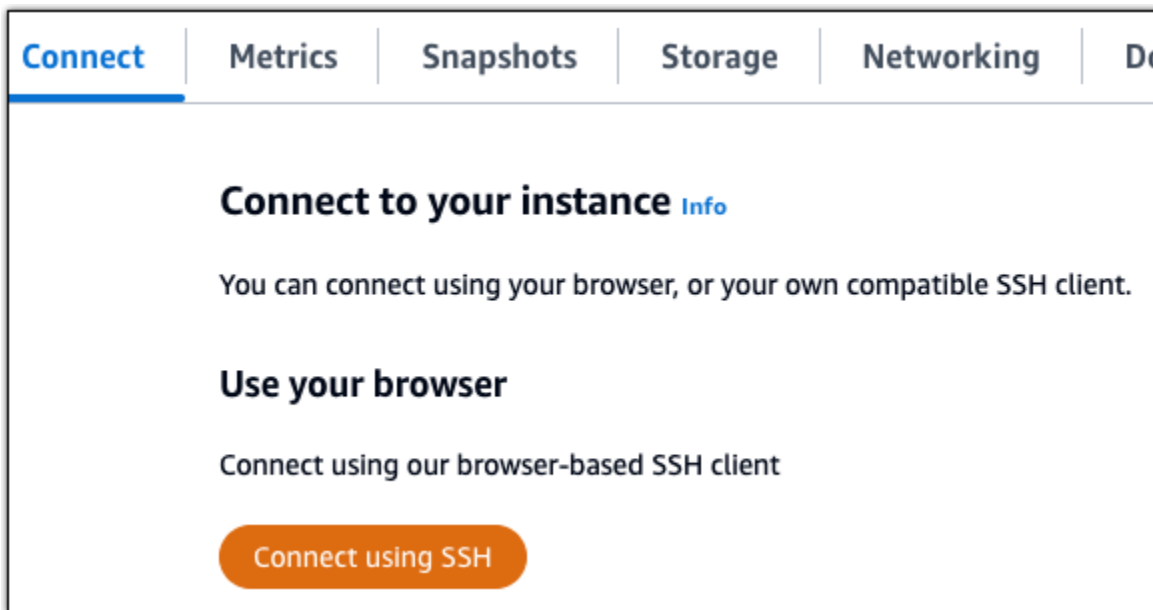 Connect Metrics Snapshots Storage Networking
Connect to your instance Info
You can connect using your browser, or your own compatible SSH client.
Use your browser
Connect using our browser-based SSH client
Connect using SSH